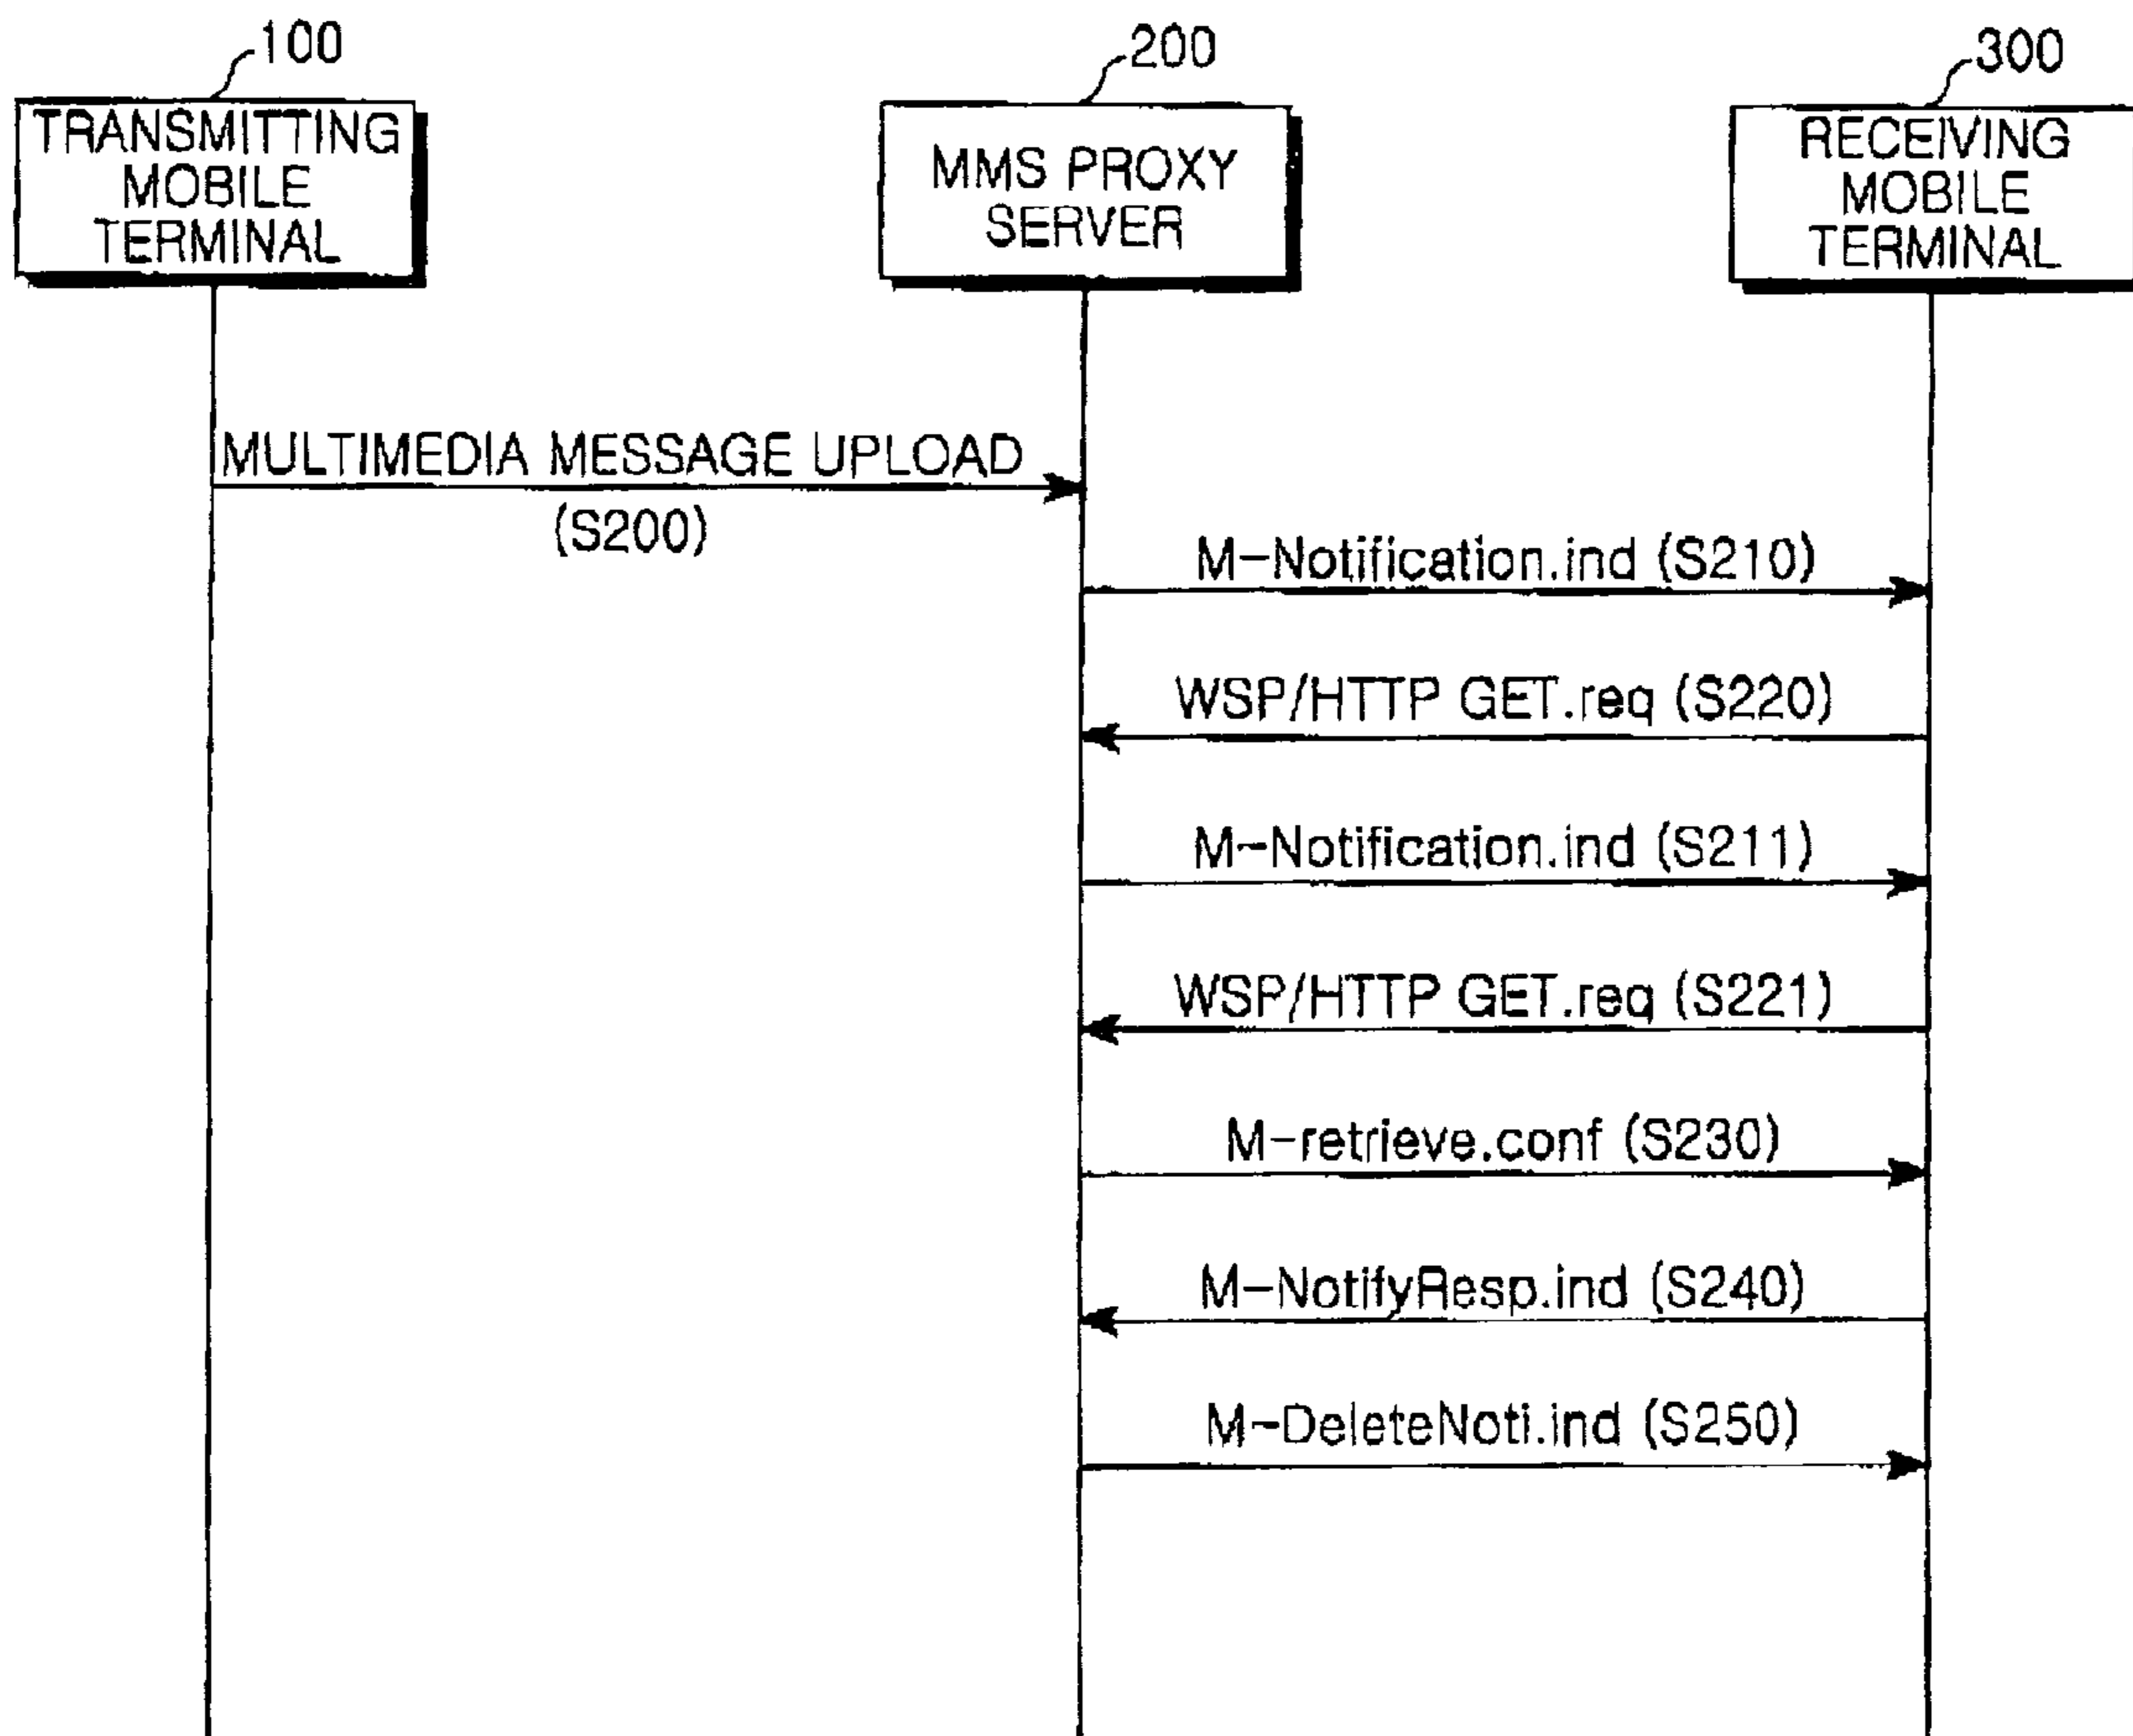 100
200
300
TRANSMITTING
MOBILE
TERMINAL
MMS PROXY
SERVER
RECEIVING
MOBILE
TERMINAL
MULTIMEDIA MESSAGE UPLOAD
(S200)
M-Notification.ind (S210)
WSP/HTTP GET.req (S220)
M-Notification.ind (S211)
WSP/HTTP GET.req (S221)
M-retrieve.conf (S230)
M-NotifyResp.ind (S240)
M-DeleteNoti.ind (S250)